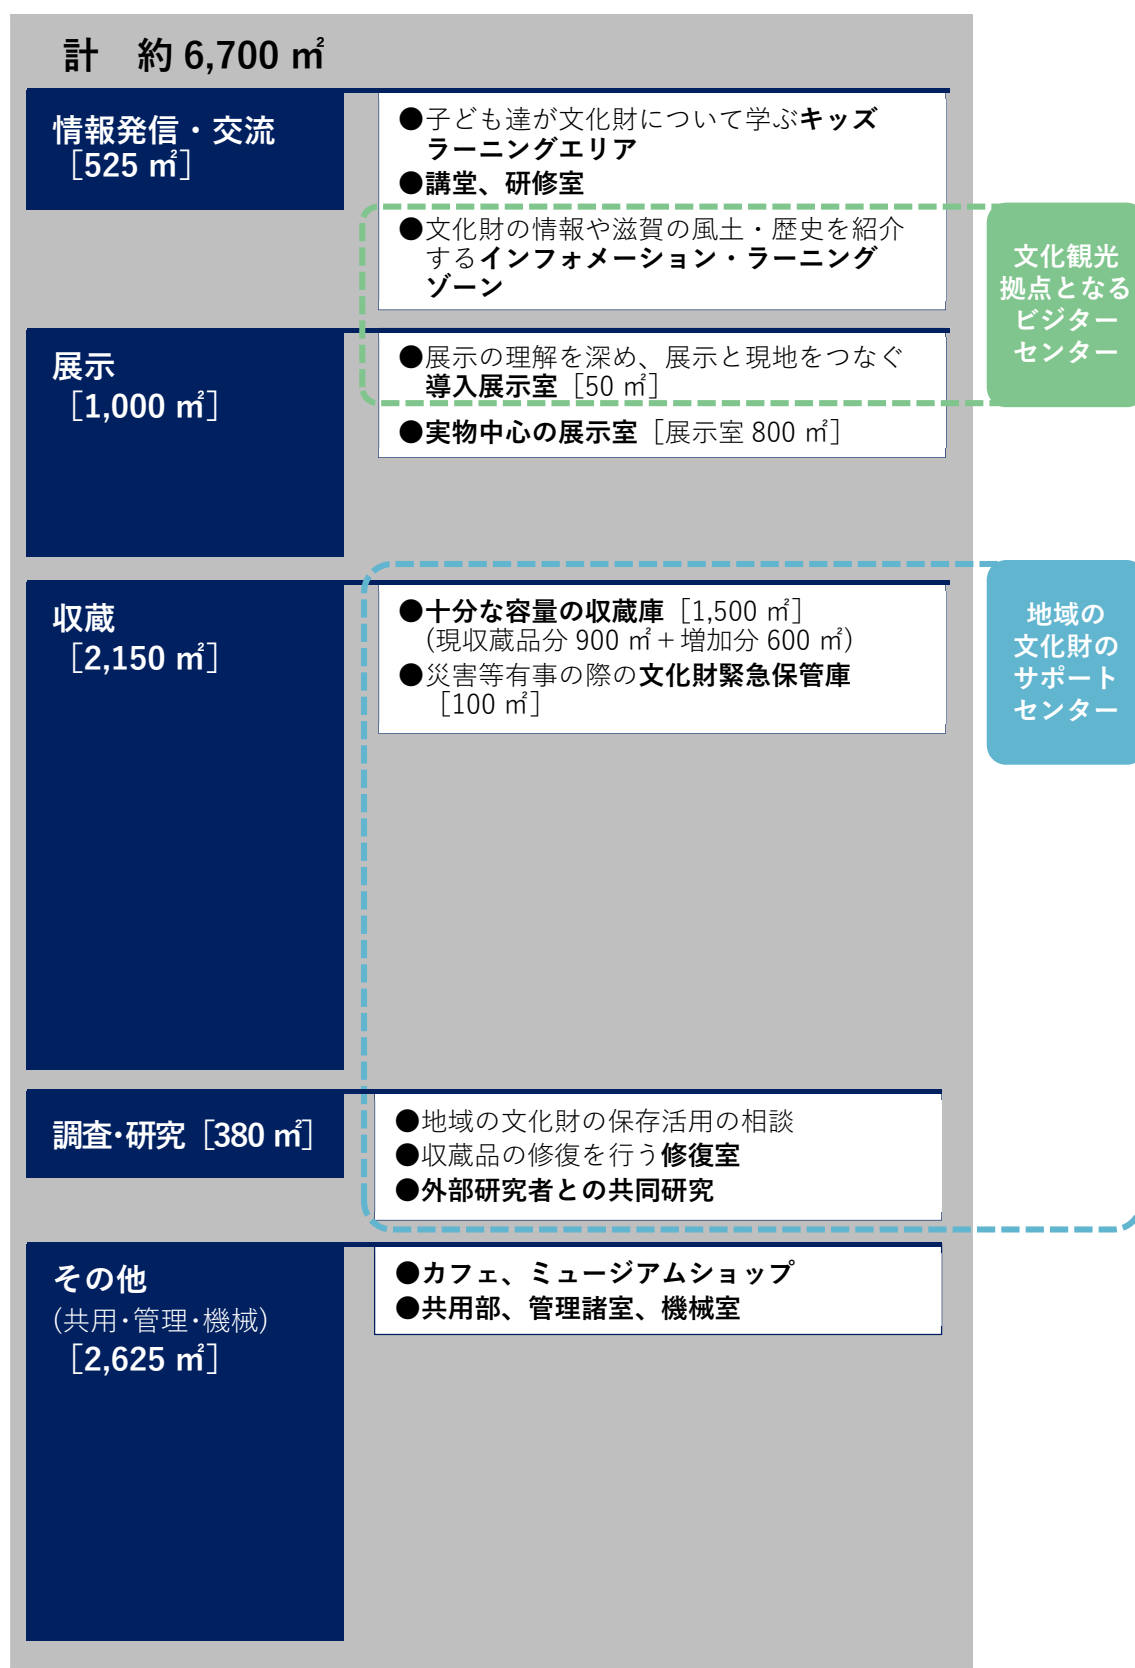 計　約 6,700 ㎡
情報発信・交流
［525 ㎡］
●子ども達が文化財について学ぶキッズ
ラーニングエリア
●講堂、研修室
●文化財の情報や滋賀の風土・歴史を紹介
するインフォメーション・ラーニング
ゾーン
文化観光
拠点となる
ビジター
センター
展示
［1,000 ㎡］
●展示の理解を深め、展示と現地をつなぐ
導入展示室［50 ㎡］
●実物中心の展示室［展示室 800 ㎡］
収蔵
［2,150 ㎡］
●十分な容量の収蔵庫［1,500 ㎡］
(現収蔵品分 900 ㎡＋増加分 600 ㎡)
●災害等有事の際の文化財緊急保管庫
［100 ㎡］
地域の
文化財の
サポート
センター
調査・研究［380 ㎡］
●地域の文化財の保存活用の相談
●収蔵品の修復を行う修復室
●外部研究者との共同研究
その他
(共用・管理・機械)
［2,625 ㎡］
●カフェ、ミュージアムショップ
●共用部、管理諸室、機械室